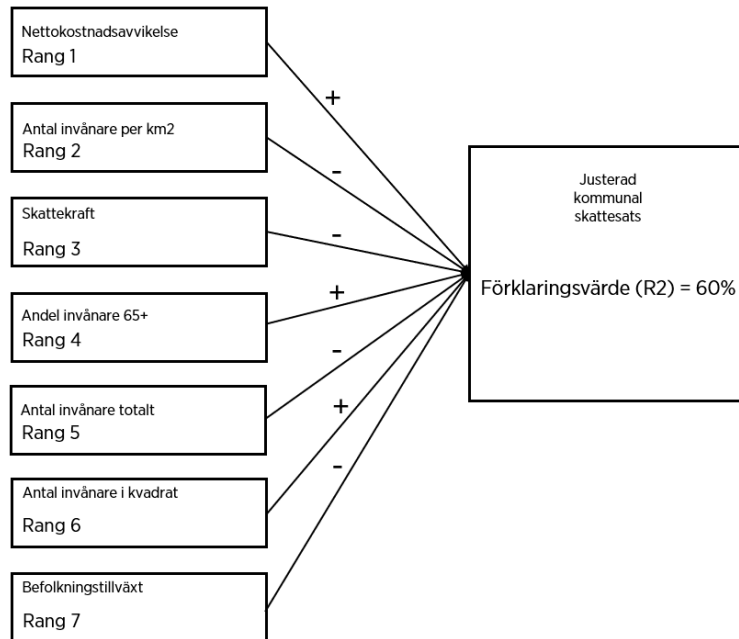 Nettokostnadsavvikelse
Rang 1
+
Antal invånare per km2
Rang 2
-
Skattekraft
Rang 3
-
Andel invånare 65+
Rang 4
+
Antal invånare totalt
Rang 5
-
Antal invånare i kvadrat
Rang 6
+
Befolkningstillväxt
Rang 7
-
Justerad
kommunal
skattesats
Förklaringsvärde (R2) = 60%